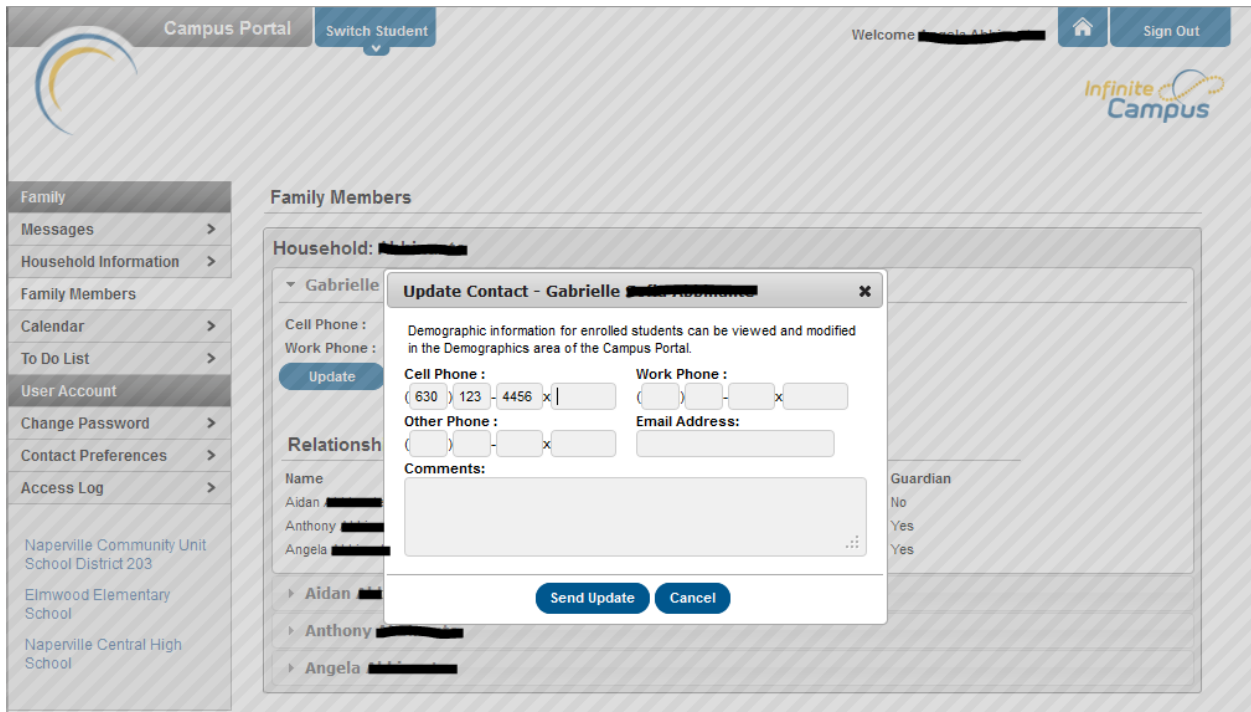 Campus Portal
Switch Student
Welcome
Sign Out
Infinite
Campus
Family
Messages
Household Information
Family Members
Calendar
To Do List
User Account
Change Password
Contact Preferences
Access Log
Naperville Community Unit
School District 203
Elmwood Elementary
School
Naperville Central High
School
Family Members
Household:
Gabrielle
Cell Phone :
Work Phone :
Update
Relationsh
Name
Guardian
Aidan
No
Anthony
Yes
Angela
Yes
Update Contact - Gabrielle
Demographic information for enrolled students can be viewed and modified
in the Demographics area of the Campus Portal.
Cell Phone : Work Phone :
( 630 ) 123 - 4456 x ( ) - x
Other Phone : Email Address:
( ) - x
Comments:
Send Update Cancel
Aidan
Anthony
Angela